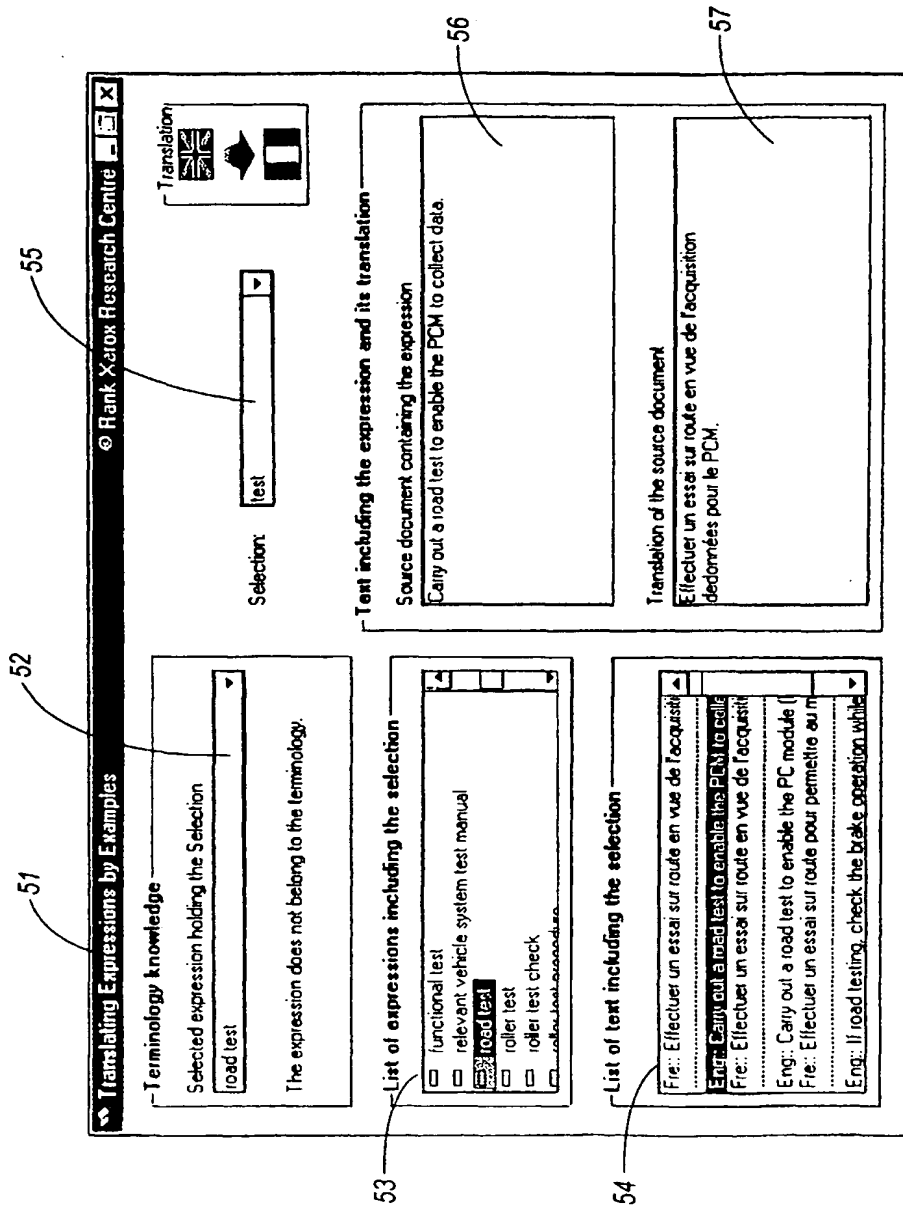 51
52
55
Translating Expressions by Examples
© Rank Xerox Research Centre
Terminology knowledge
Selected expression holding the Selection
road test
The expression does not belong to the terminology.
Selection:
test
Translation
53
List of expressions including the selection
functional test
relevant vehicle system test manual
road test
roller test
roller test check
roller test procedure
54
List of text including the selection
Fre:: Effectuer un essai sur route en vue de l'acquisiti
Eng:: Carry out a road test to enable the PCM to colle
Fre:: Effectuer un essai sur route en vue de l'acquisiti
Eng:: Carry out a road test to enable the PC module (
Fre:: Effectuer un essai sur route pour permettre au m
Eng:: If road testing, check the brake operation while
Text including the expression and its translation
Source document containing the expression
Carry out a road test to enable the PCM to collect data.
56
Translation of the source document
Effectuer un essai sur route en vue de l'acquisition
dedonnées pour le PCM.
57